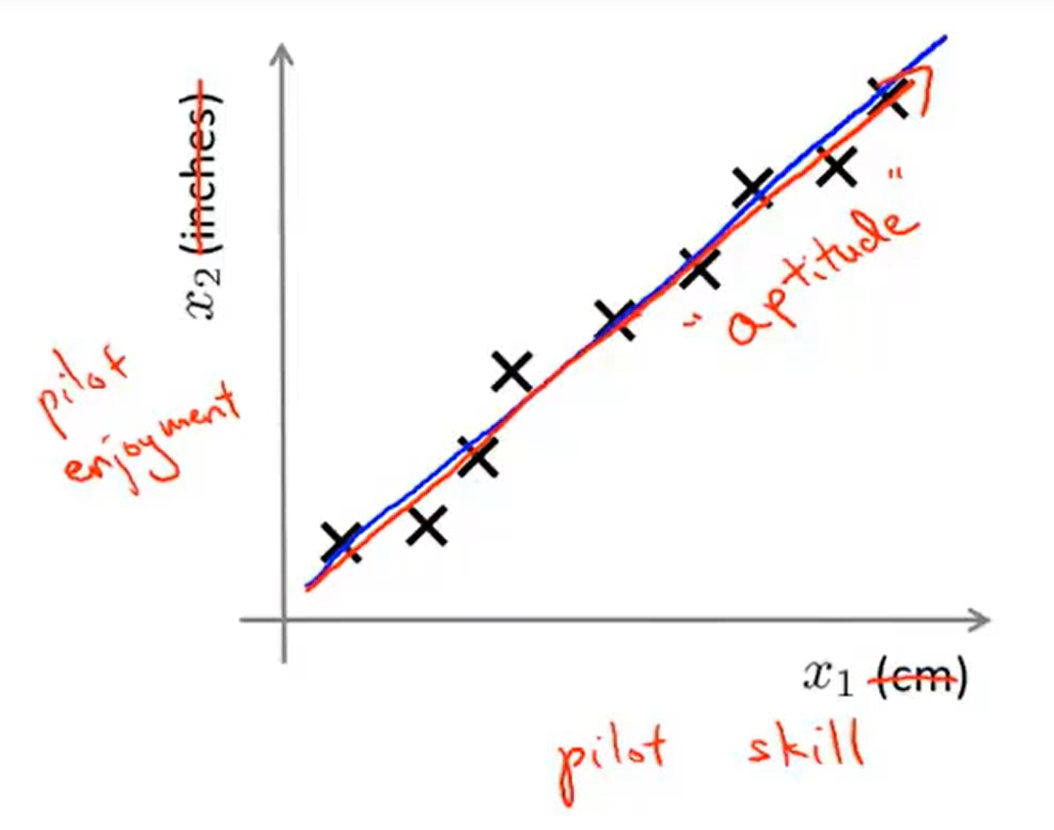 x₂ (inches)
pilot
enjoyment
"aptitude"
x₁ (cm)
pilot skill